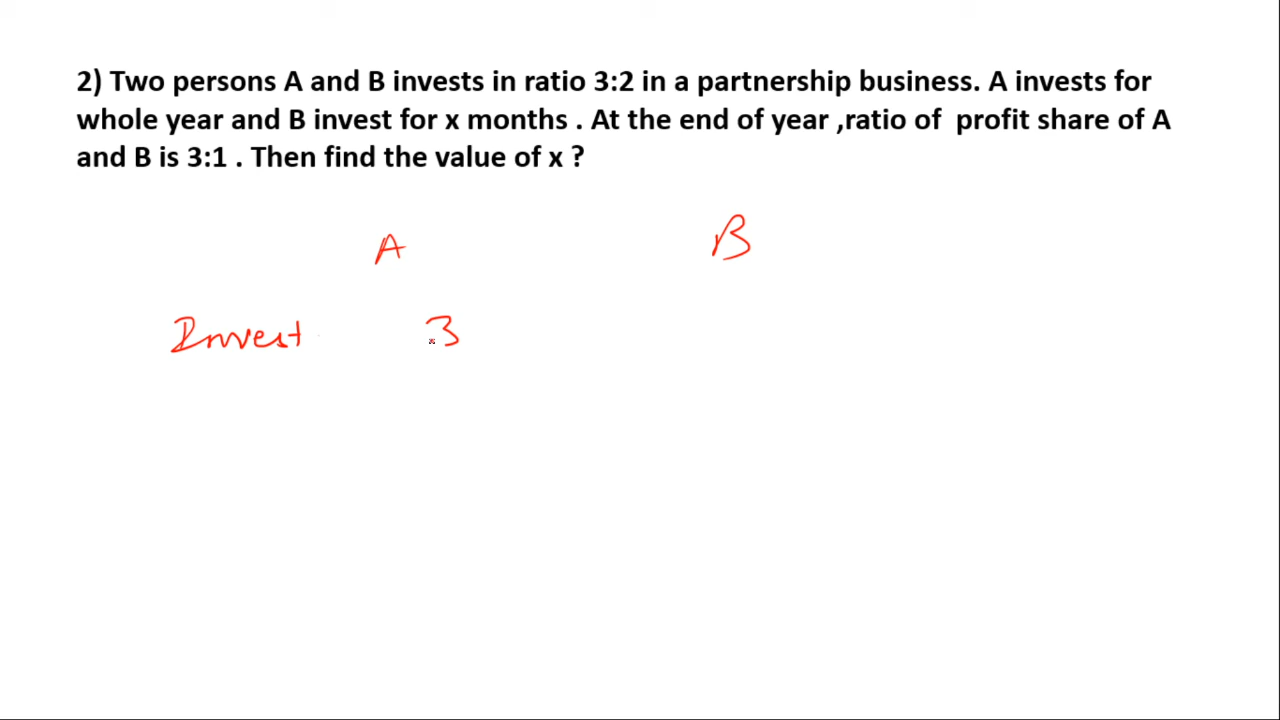 2) Two persons A and B invests in ratio 3:2 in a partnership business. A invests for
whole year and B invest for x months . At the end of year ,ratio of  profit share of A
and B is 3:1 . Then find the value of x ?
A B
Invest 3